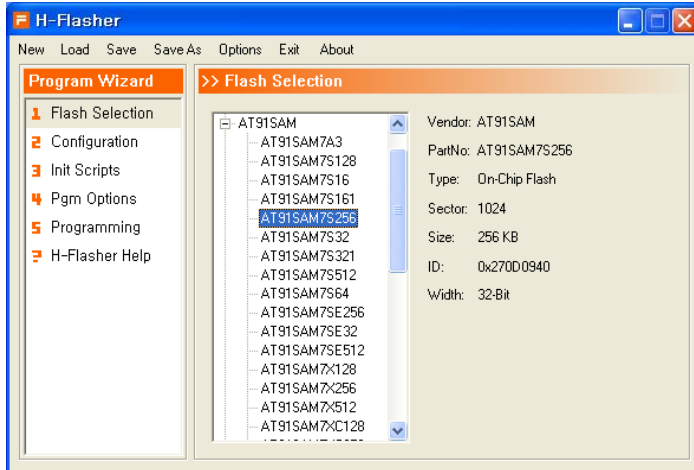 H-Flasher
New Load Save Save As Options Exit About
Program Wizard
1 Flash Selection
2 Configuration
3 Init Scripts
4 Pgm Options
5 Programming
? H-Flasher Help
>> Flash Selection
AT91SAM
AT91SAM7A3
AT91SAM7S128
AT91SAM7S16
AT91SAM7S161
AT91SAM7S256
AT91SAM7S32
AT91SAM7S321
AT91SAM7S512
AT91SAM7S64
AT91SAM7SE256
AT91SAM7SE32
AT91SAM7SE512
AT91SAM7X128
AT91SAM7X256
AT91SAM7X512
AT91SAM7XC128
Vendor: AT91SAM
PartNo: AT91SAM7S256
Type: On-Chip Flash
Sector: 1024
Size: 256 KB
ID: 0x270D0940
Width: 32-Bit